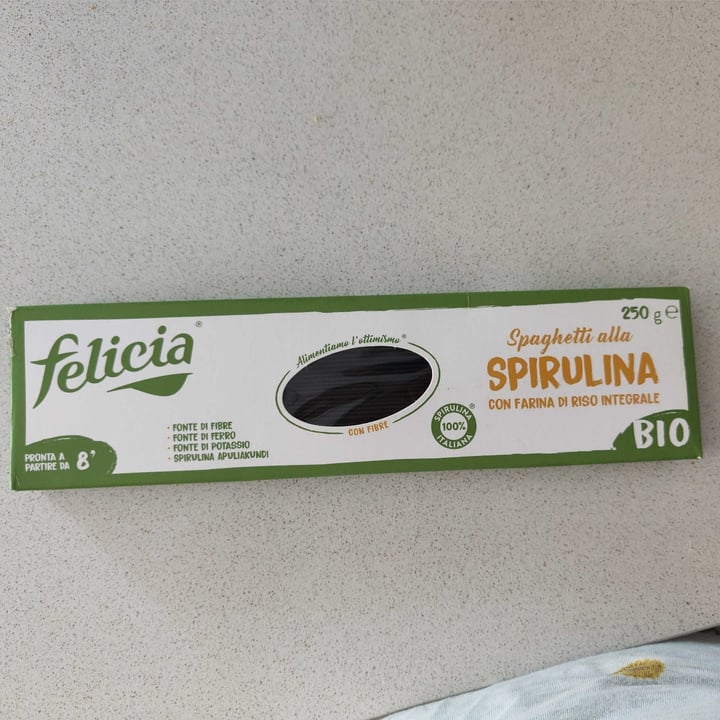 felicia®
Alimentiamo l'ottimismo®
250 g ℮
Spaghetti alla
SPIRULINA
CON FARINA DI RISO INTEGRALE
• FONTE DI FIBRE
• FONTE DI FERRO
• FONTE DI POTASSIO
• SPIRULINA APULIAKUNDI
CON FIBRE
SPIRULINA®
100%
ITALIANA
PRONTA A
PARTIRE DA 8'
BIO